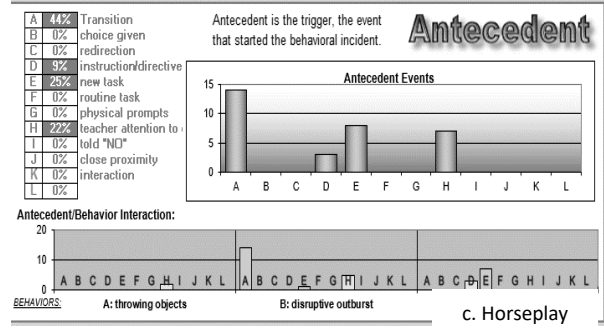 Antecedent is the trigger, the event
that started the behavioral incident.
Antecedent
A 44% Transition
B 0% choice given
C 0% redirection
D 9% instruction/directive
E 25% new task
F 0% routine task
G 0% physical prompts
H 22% teacher attention to
I 0% told "NO"
J 0% close proximity
K 0% interaction
L 0%
Antecedent Events
15
10
5
0
A B C D E F G H I J K L
Antecedent/Behavior Interaction:
20
10
0
A B C D E F G H I J K L A B C D E F G H I J K L A B C D E F G H I J K L
BEHAVIORS: A: throwing objects B: disruptive outburst
c. Horseplay